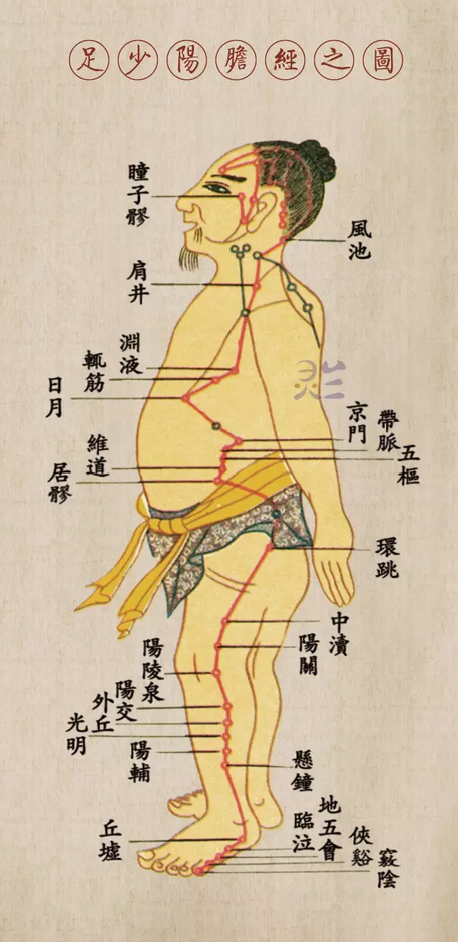 足少陽膽經之圖
瞳子髎
風池
肩井
淵液
輒筋
日月
京門
帶脈
五樞
維道
居髎
環跳
中瀆
陽關
陽陵泉
陽交
外丘
光明
陽輔
懸鐘
丘墟
臨泣
地五會
俠谿
竅陰